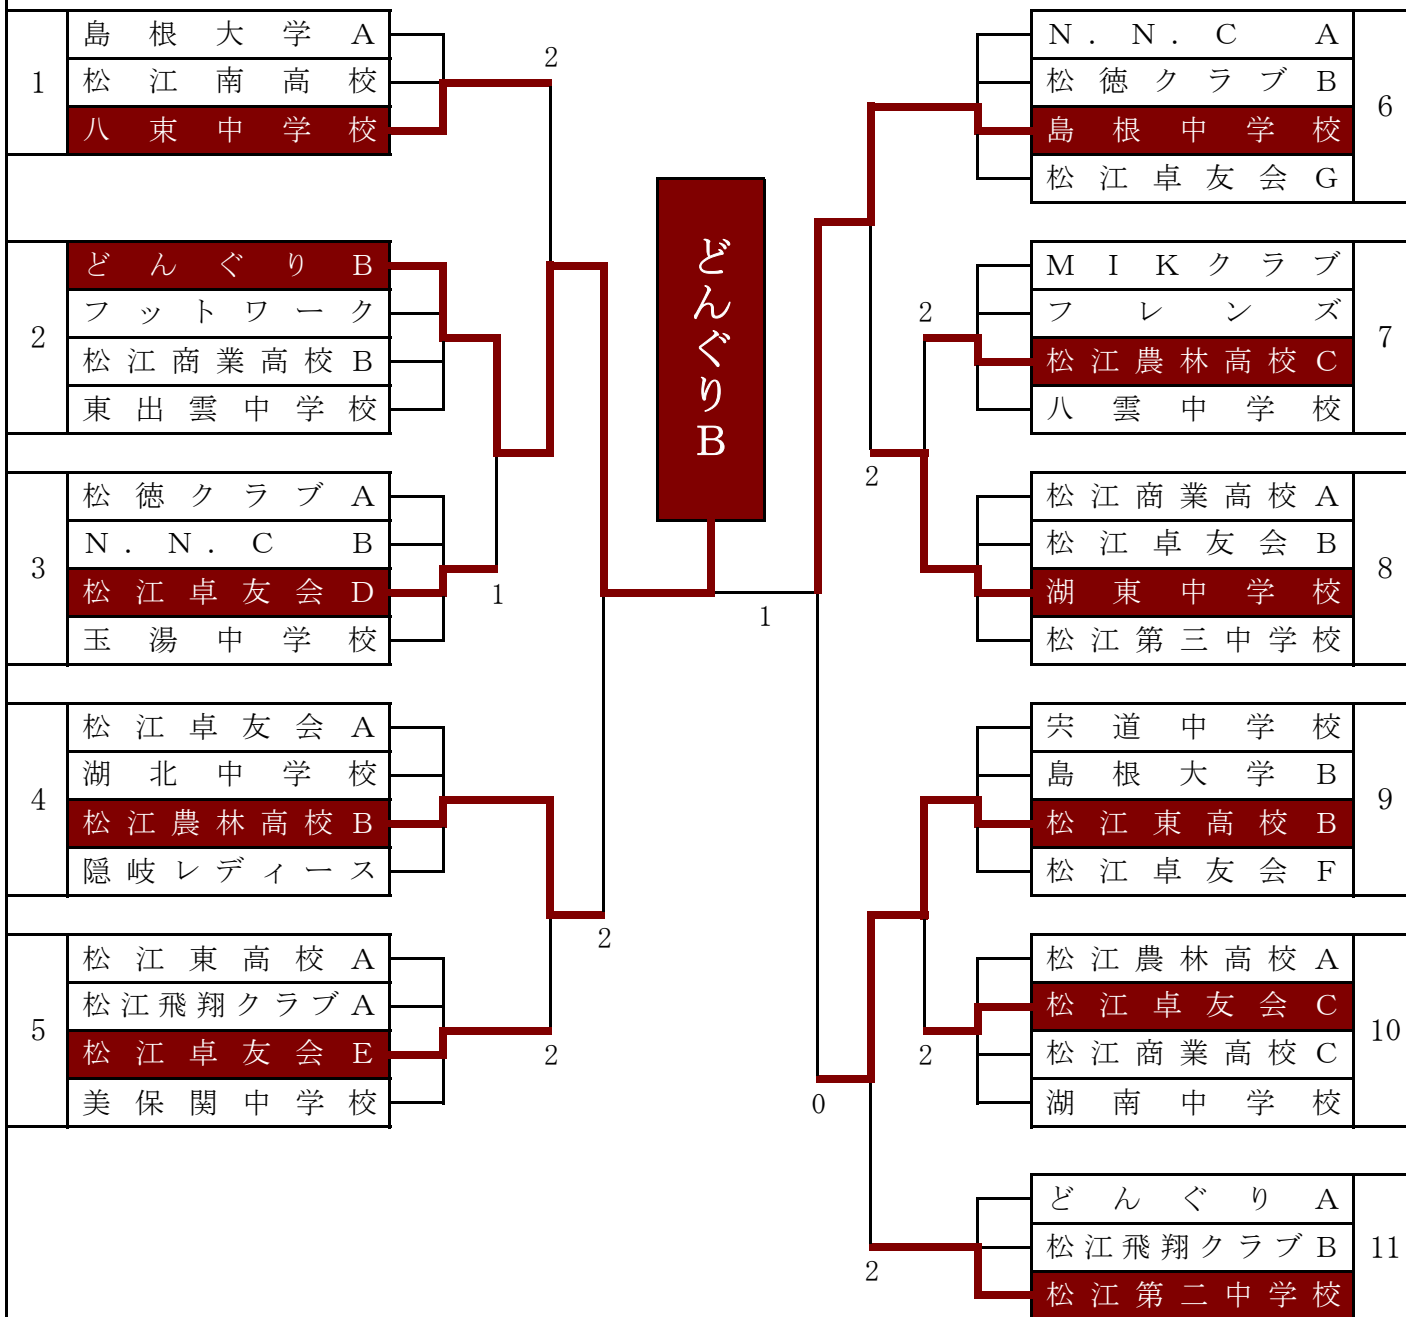 1
島根大学A
松江南高校
八束中学校
2
2
どんぐりB
フットワーク
松江商業高校B
東出雲中学校
3
松徳クラブA
N.N.C B
松江卓友会D
玉湯中学校
1
4
松江卓友会A
湖北中学校
松江農林高校B
隠岐レディース
2
5
松江東高校A
松江飛翔クラブA
松江卓友会E
美保関中学校
2
どんぐりB
1
N.N.C A
松徳クラブB
島根中学校
松江卓友会G
6
2
MIKクラブ
フレンズ
松江農林高校C
八雲中学校
7
2
松江商業高校A
松江卓友会B
湖東中学校
松江第三中学校
8
宍道中学校
島根大学B
松江東高校B
松江卓友会F
9
0
2
松江農林高校A
松江卓友会C
松江商業高校C
湖南中学校
10
2
どんぐりA
松江飛翔クラブB
松江第二中学校
11